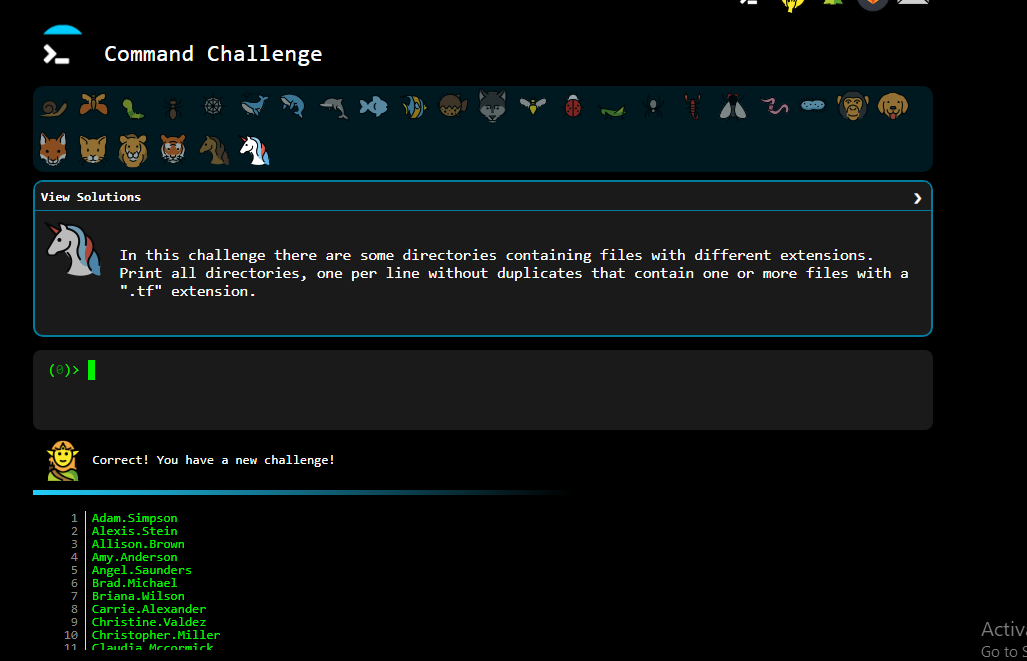 Command Challenge
View Solutions
In this challenge there are some directories containing files with different extensions.
Print all directories, one per line without duplicates that contain one or more files with a
".tf" extension.
(0)>
Correct! You have a new challenge!
1 Adam.Simpson
2 Alexis.Stein
3 Allison.Brown
4 Amy.Anderson
5 Angel.Saunders
6 Brad.Michael
7 Briana.Wilson
8 Carrie.Alexander
9 Christine.Valdez
10 Christopher.Miller
11 Claudia.Mccormick
Activa
Go to S